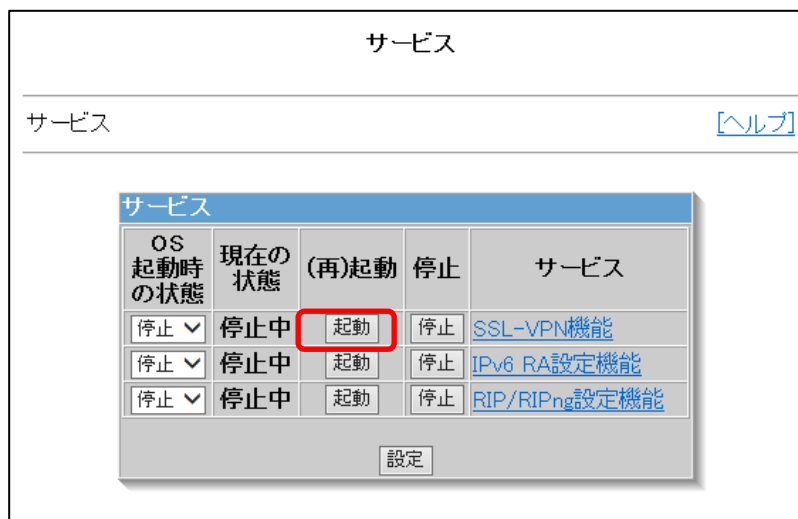 サービス
サービス [ヘルプ]
サービス
OS
起動時
の状態
現在の
状態
(再)起動
停止
サービス
停止 停止中 起動 停止 SSL-VPN機能
停止 停止中 起動 停止 IPv6 RA設定機能
停止 停止中 起動 停止 RIP/RIPng設定機能
設定